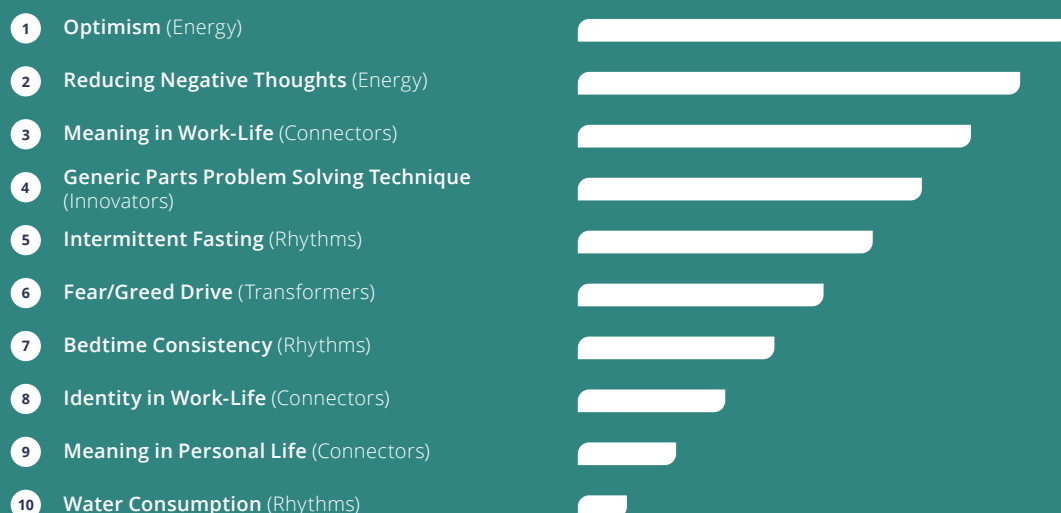 1 Optimism (Energy)
2 Reducing Negative Thoughts (Energy)
3 Meaning in Work-Life (Connectors)
4 Generic Parts Problem Solving Technique
(Innovators)
5 Intermittent Fasting (Rhythms)
6 Fear/Greed Drive (Transformers)
7 Bedtime Consistency (Rhythms)
8 Identity in Work-Life (Connectors)
9 Meaning in Personal Life (Connectors)
10 Water Consumption (Rhythms)